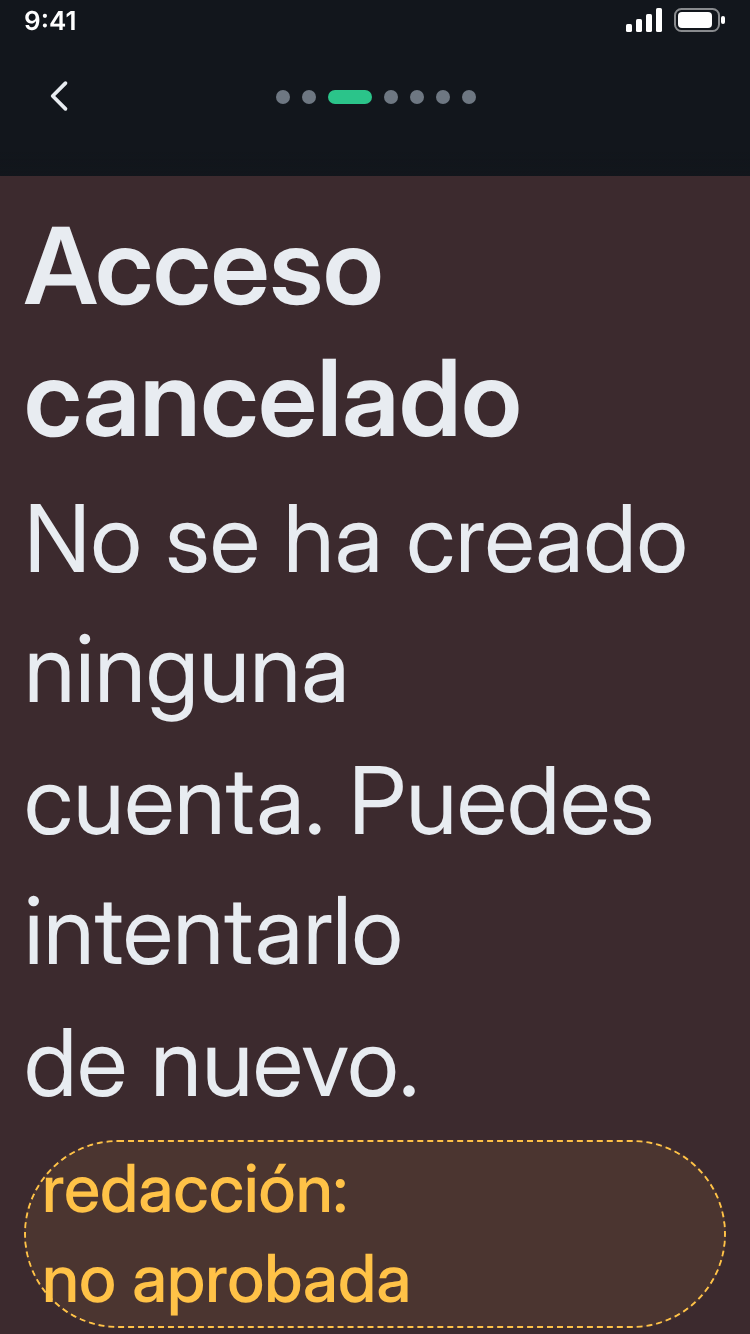 9:41
Acceso
cancelado
No se ha creado
ninguna
cuenta. Puedes
intentarlo
de nuevo.
redacción:
no aprobada